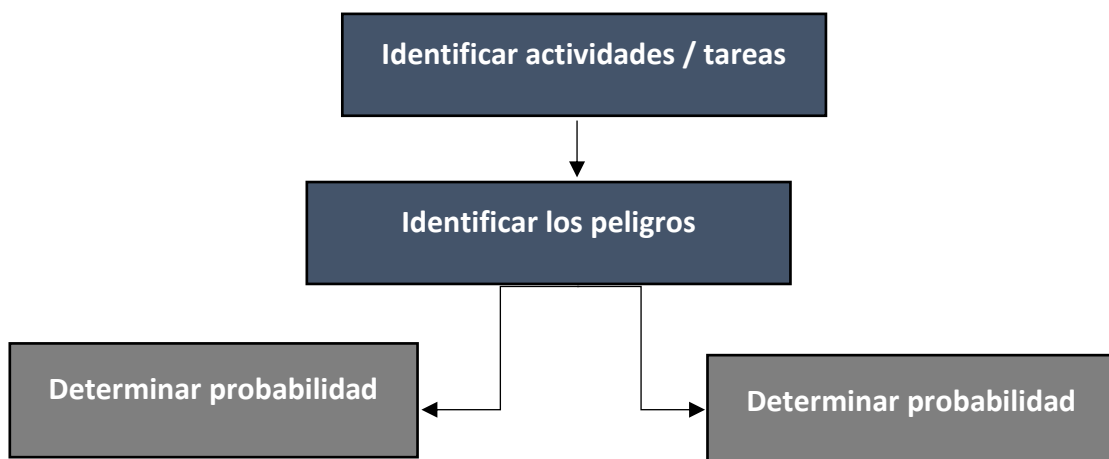 Identificar actividades / tareas
Identificar los peligros
Determinar probabilidad
Determinar probabilidad